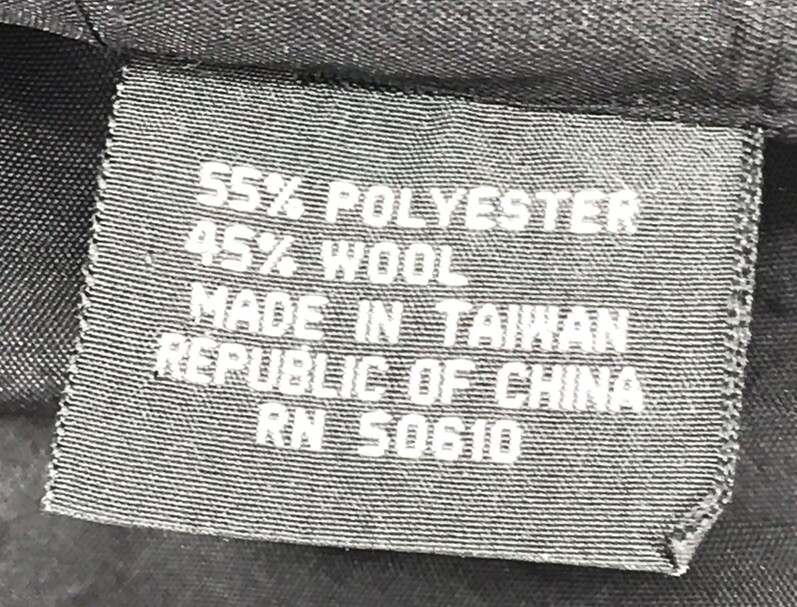 55% POLYESTER
45% WOOL
MADE IN TAIWAN
REPUBLIC OF CHINA
RN 50610